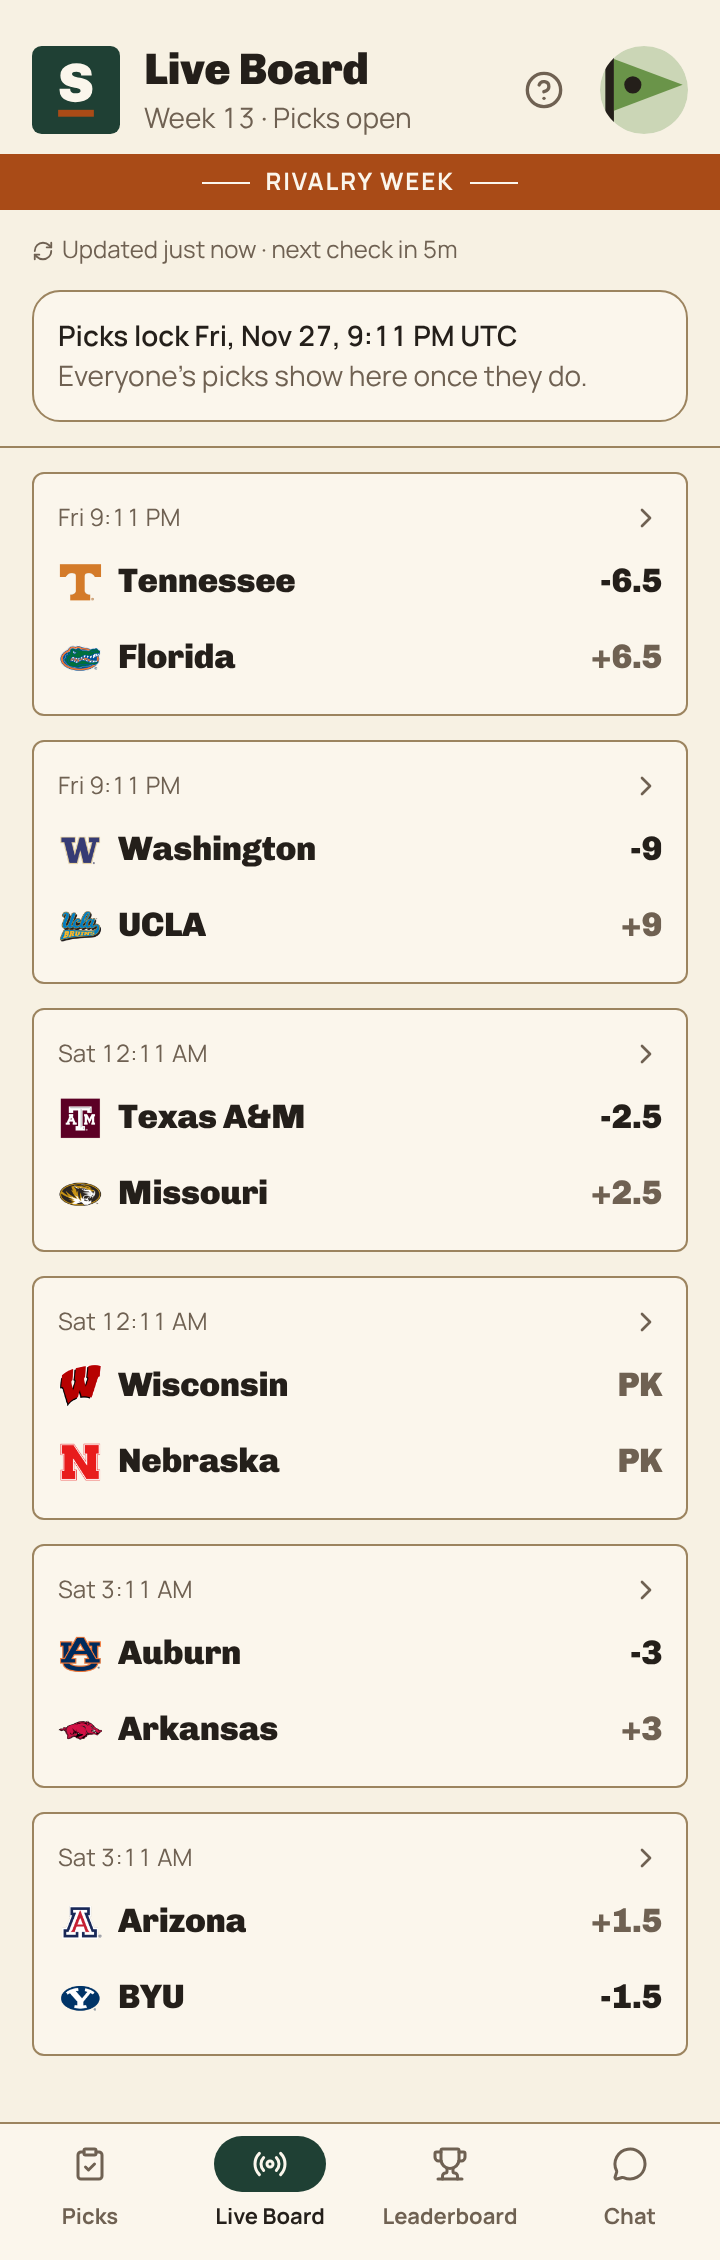 S
Live Board
Week 13 · Picks open
RIVALRY WEEK
Updated just now · next check in 5m
Picks lock Fri, Nov 27, 9:11 PM UTC
Everyone's picks show here once they do.
Fri 9:11 PM
T Tennessee -6.5
Florida +6.5
Fri 9:11 PM
W Washington -9
Ucla BRUINS UCLA +9
Sat 12:11 AM
ATM Texas A&M -2.5
Missouri +2.5
Sat 12:11 AM
W Wisconsin PK
N Nebraska PK
Sat 3:11 AM
AU Auburn -3
Arkansas +3
Sat 3:11 AM
A Arizona +1.5
Y BYU -1.5
Picks
Live Board
Leaderboard
Chat